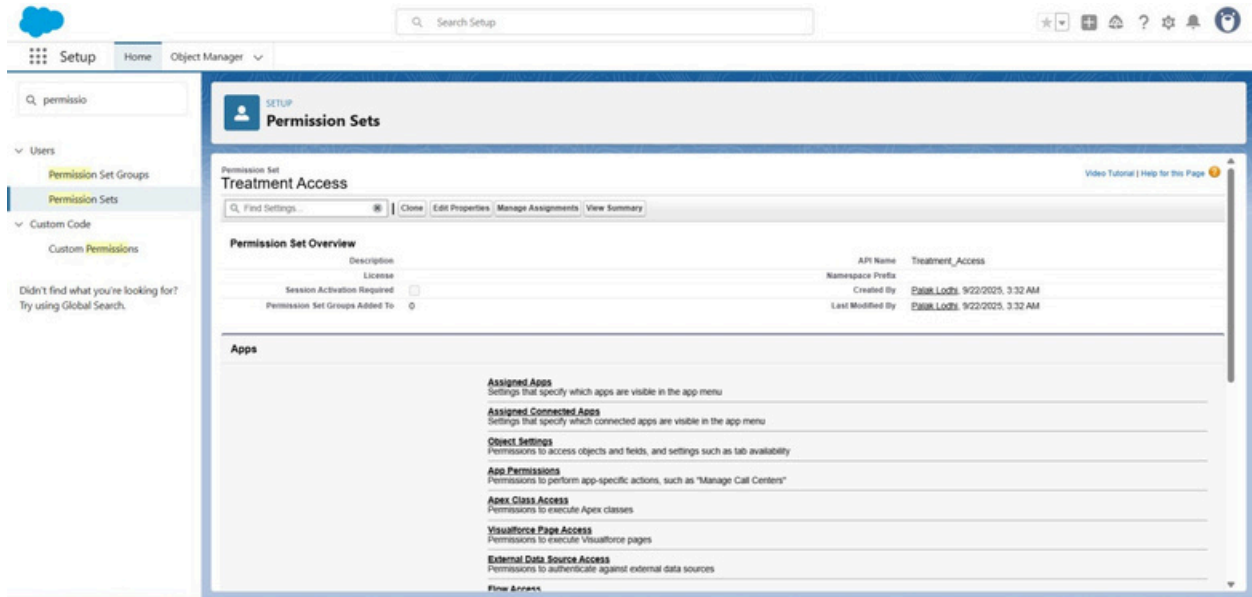 Search Setup
Setup
Home
Object Manager
permissio
Users
Permission Set Groups
Permission Sets
Custom Code
Custom Permissions
Didn't find what you're looking for?
Try using Global Search.
SETUP
Permission Sets
Permission Set
Treatment Access
Video Tutorial | Help for this Page
Find Settings...
Clone
Edit Properties
Manage Assignments
View Summary
Permission Set Overview
Description
API Name Treatment_Access
License
Namespace Prefix
Session Activation Required
Created By Palak Lodhi, 9/22/2025, 3:32 AM
Permission Set Groups Added To 0
Last Modified By Palak Lodhi, 9/22/2025, 3:32 AM
Apps
Assigned Apps
Settings that specify which apps are visible in the app menu
Assigned Connected Apps
Settings that specify which connected apps are visible in the app menu
Object Settings
Permissions to access objects and fields, and settings such as tab availability
App Permissions
Permissions to perform app-specific actions, such as "Manage Call Centers"
Apex Class Access
Permissions to execute Apex classes
Visualforce Page Access
Permissions to execute Visualforce pages
External Data Source Access
Permissions to authenticate against external data sources
Flow Access